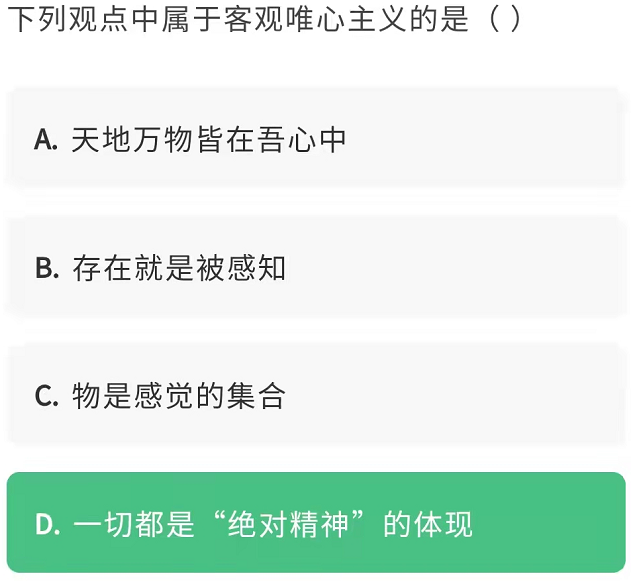 下列观点中属于客观唯心主义的是（ ）
A. 天地万物皆在吾心中
B. 存在就是被感知
C. 物是感觉的集合
D. 一切都是“绝对精神”的体现